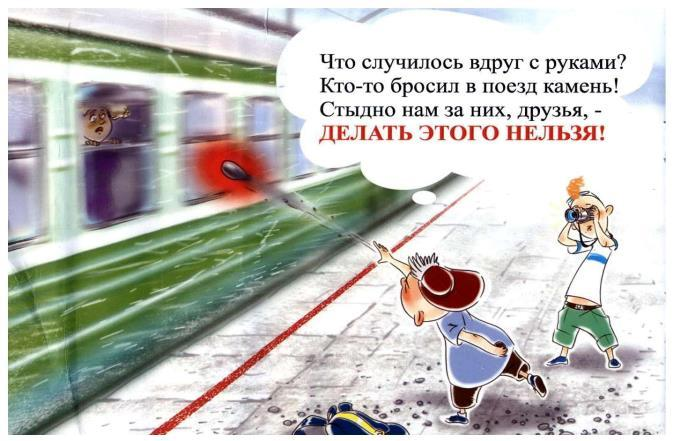 Что случилось вдруг с руками?
Кто-то бросил в поезд камень!
Стыдно нам за них, друзья, -
ДЕЛАТЬ ЭТОГО НЕЛЬЗЯ!